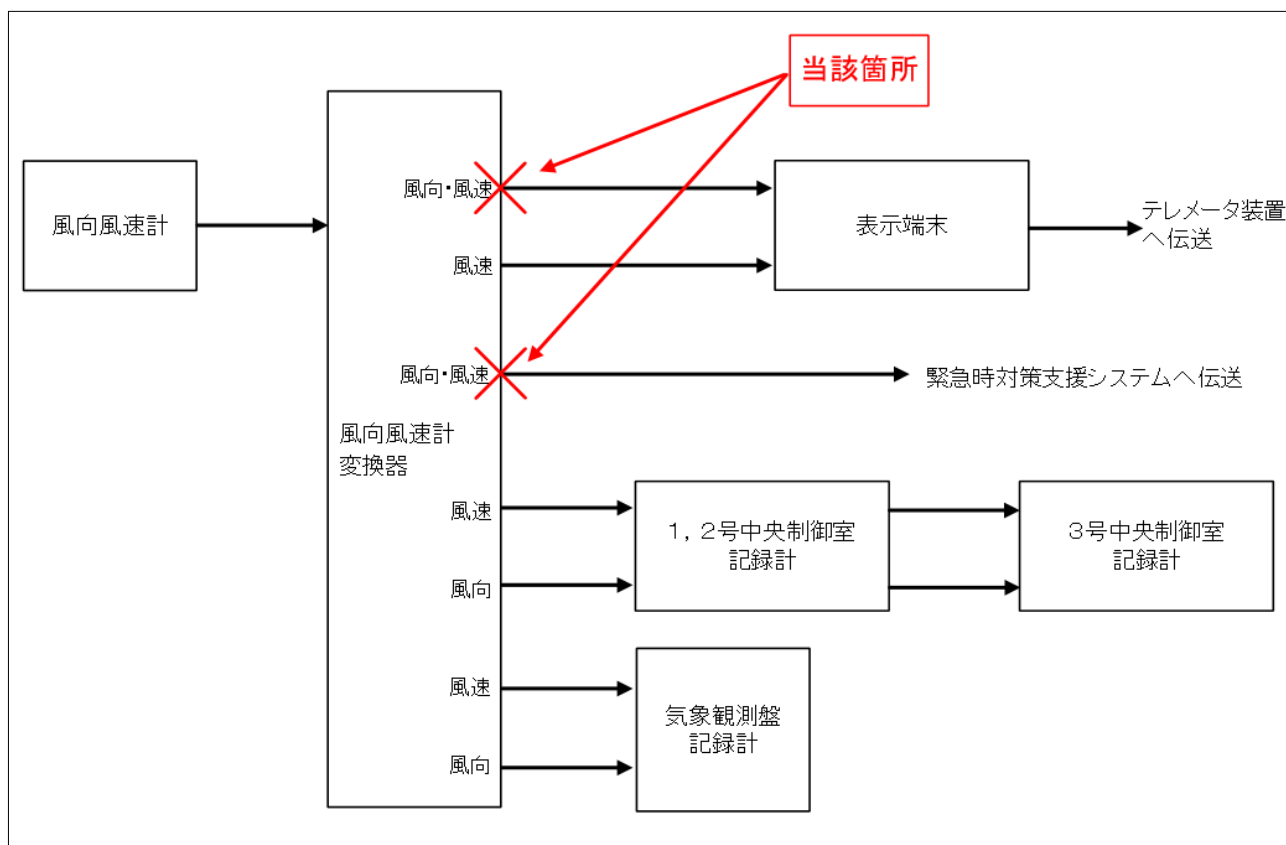 当該箇所
風向風速計
風向・風速
風速
表示端末
テレメータ装置
へ伝送
風向・風速
緊急時対策支援システムへ伝送
風向風速計
変換器
風速
風向
１，２号中央制御室
記録計
３号中央制御室
記録計
風速
風向
気象観測盤
記録計